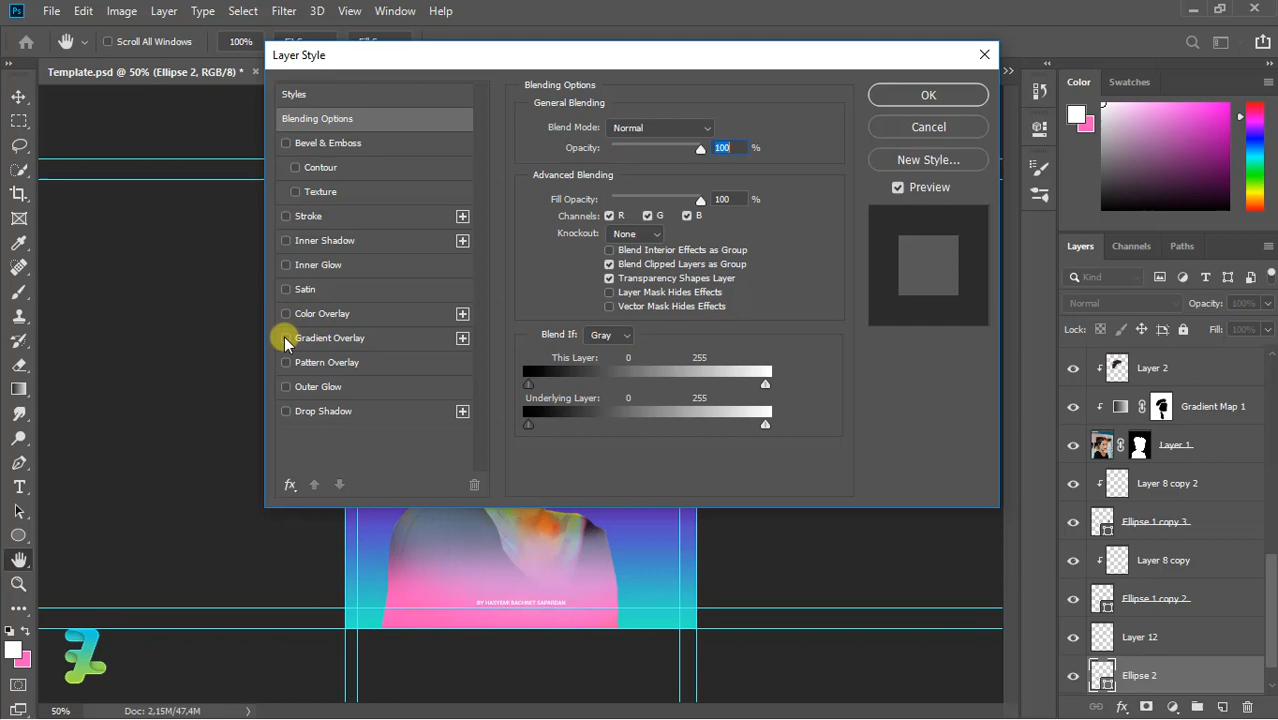 Ps File Edit Image Layer Type Select Filter 3D View Window Help
Scroll All Windows 100%
Template.psd @ 50% (Ellipse 2, RGB/8) *
Layer Style
Styles
Blending Options
Bevel & Emboss
Contour
Texture
Stroke
Inner Shadow
Inner Glow
Satin
Color Overlay
Gradient Overlay
Pattern Overlay
Outer Glow
Drop Shadow
fx
Blending Options
General Blending
Blend Mode: Normal
Opacity: 100 %
Advanced Blending
Fill Opacity: 100 %
Channels: R G B
Knockout: None
Blend Interior Effects as Group
Blend Clipped Layers as Group
Transparency Shapes Layer
Layer Mask Hides Effects
Vector Mask Hides Effects
Blend If: Gray
This Layer: 0 255
Underlying Layer: 0 255
OK
Cancel
New Style...
Preview
Color Swatches
Layers Channels Paths
Kind
Normal Opacity: 100%
Lock: Fill: 100%
Layer 2
Gradient Map 1
Layer 1
Layer 8 copy 2
Ellipse 1 copy 3
Layer 8 copy
Ellipse 1 copy 2
Layer 12
Ellipse 2
fx
BY HASYEMI BACHNET SAPARDAN
50% Doc: 2,15M/47,4M